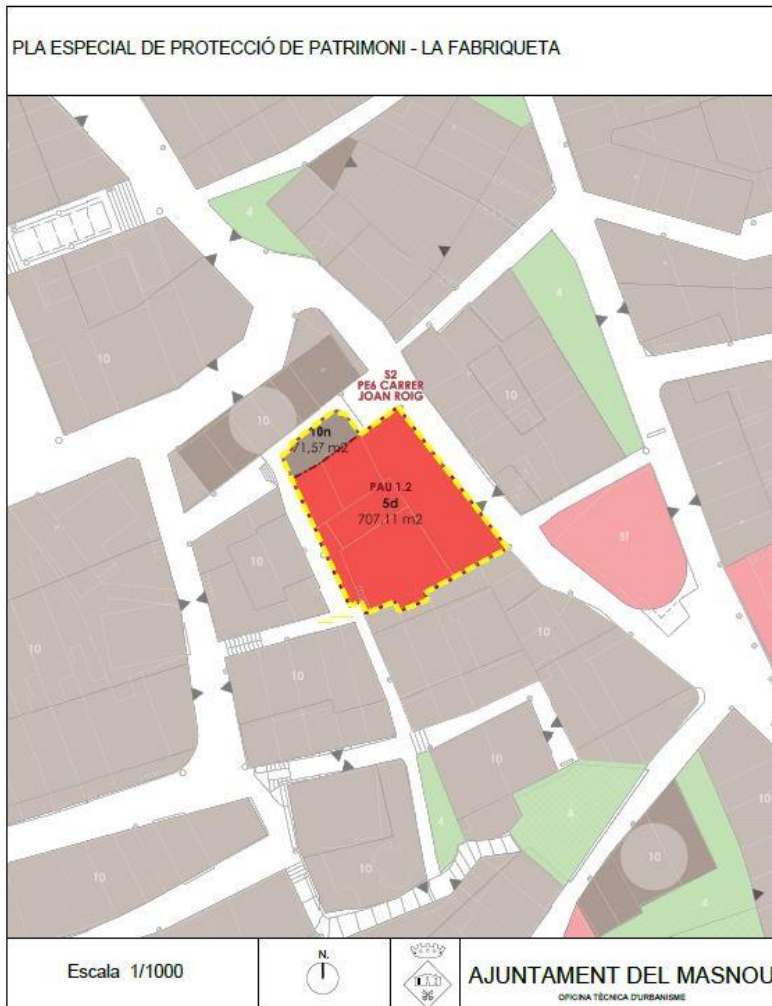 PLA ESPECIAL DE PROTECCIÓ DE PATRIMONI - LA FABRIQUETA
4
4
10
10
S2
PE6 CARRER
JOAN ROIG
10
10n
71,57 m2
PAU 1.2
5d
707,11 m2
5f
10
10
10
10
10
4
4
10
10
10
10
4
Escala 1/1000
N.
AJUNTAMENT DEL MASNOU
OFICINA TÈCNICA D'URBANISME